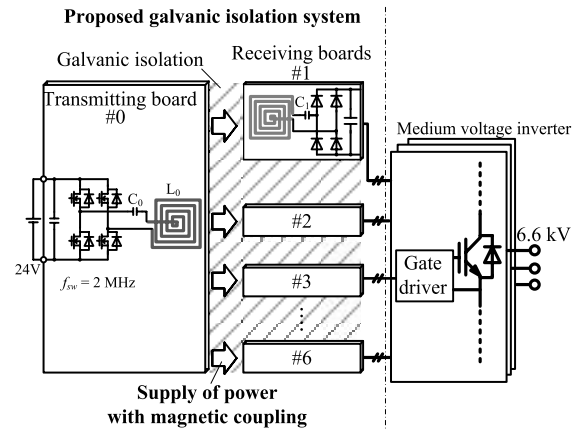 Proposed galvanic isolation system
Galvanic isolation
Receiving boards
#1
Transmitting board
#0
C₁
Medium voltage inverter
C₀
L₀
24V
fsw = 2 MHz
#2
#3
#6
Gate
driver
6.6 kV
Supply of power
with magnetic coupling